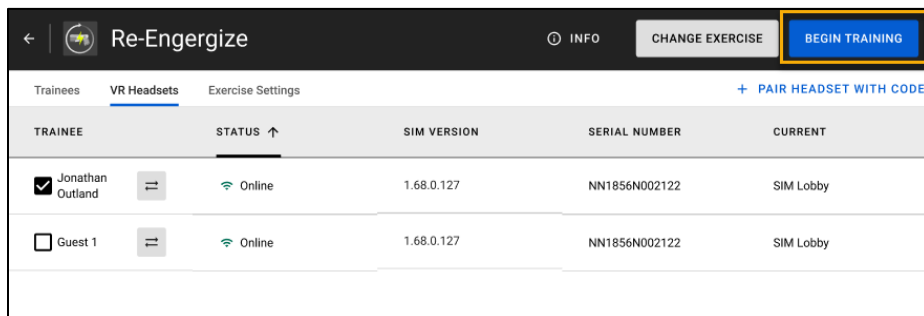 Re-Engergize INFO CHANGE EXERCISE BEGIN TRAINING
Trainees VR Headsets Exercise Settings + PAIR HEADSET WITH CODE
TRAINEE STATUS SIM VERSION SERIAL NUMBER CURRENT
Jonathan
Outland
Online 1.68.0.127 NN1856N002122 SIM Lobby
Guest 1 Online 1.68.0.127 NN1856N002122 SIM Lobby